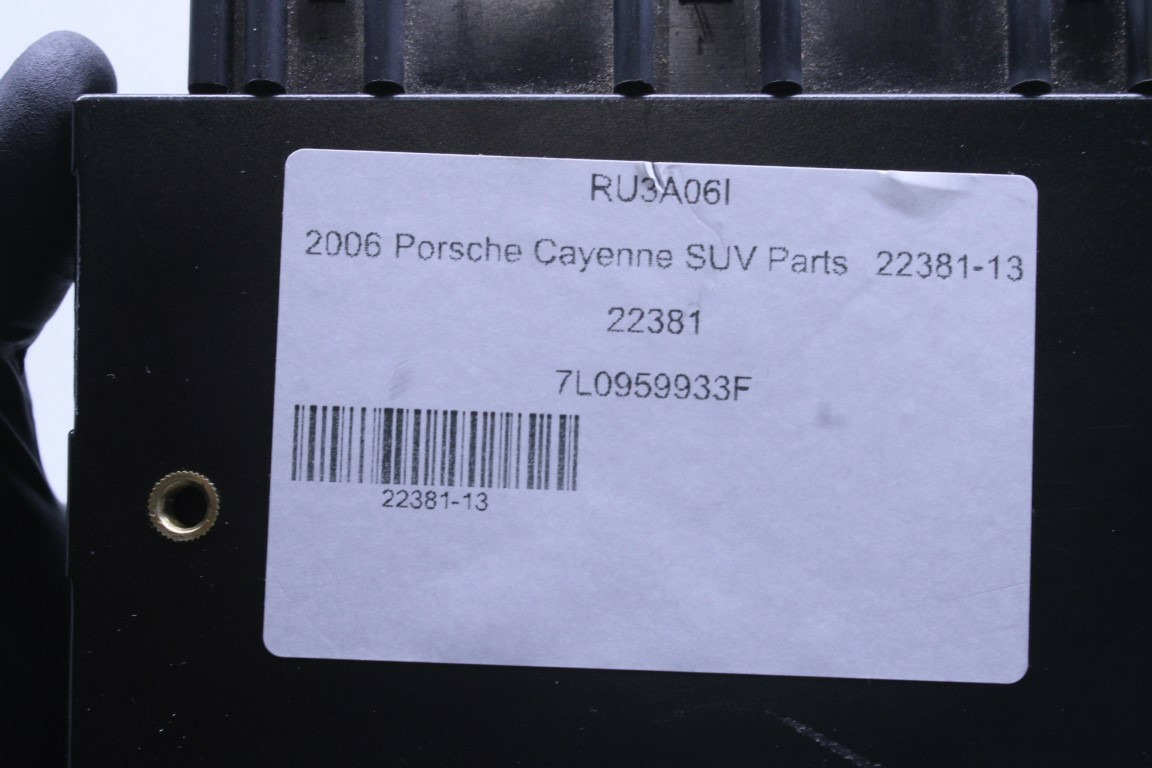 RU3A06I
2006 Porsche Cayenne SUV Parts 22381-13
22381
7L0959933F
22381-13